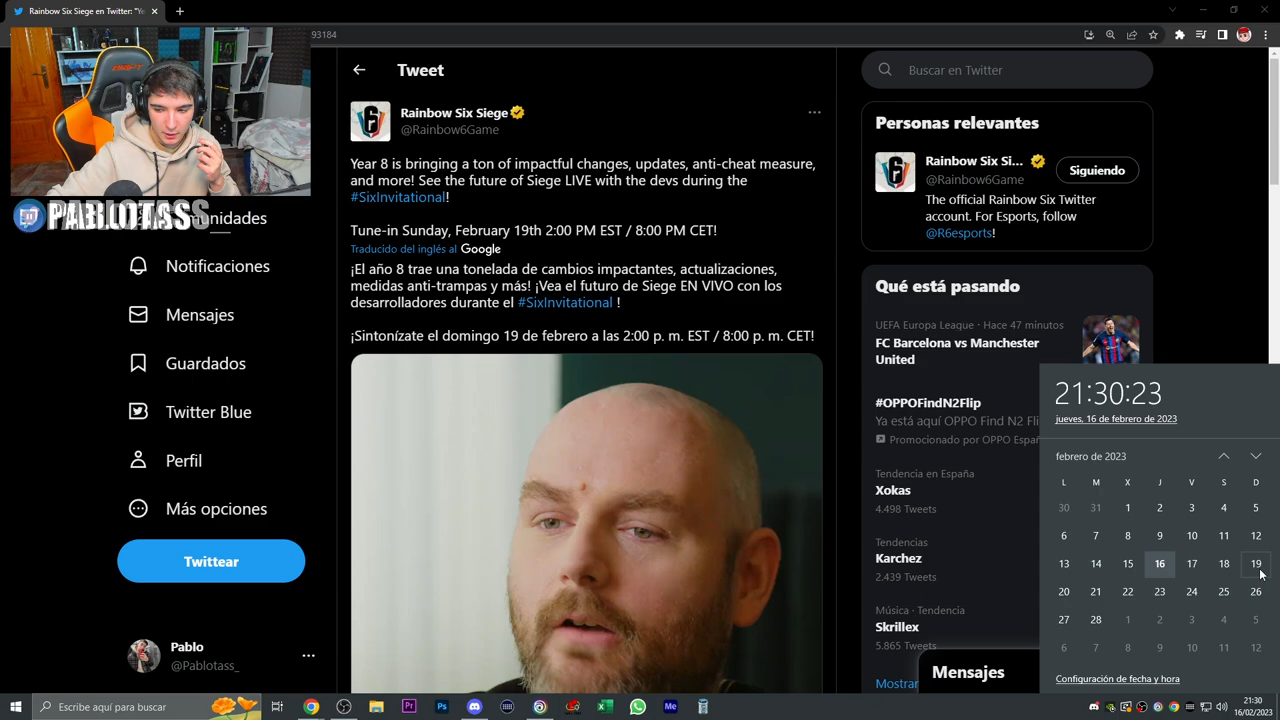 Rainbow Six Siege en Twitter: "Ye
93184
PABLOTASS
unidades
Notificaciones
Mensajes
Guardados
Twitter Blue
Perfil
Más opciones
Twittear
Pablo
@Pablotass_
Tweet
Rainbow Six Siege
@Rainbow6Game
Year 8 is bringing a ton of impactful changes, updates, anti-cheat measure,
and more! See the future of Siege LIVE with the devs during the
#SixInvitational!
Tune-in Sunday, February 19th 2:00 PM EST / 8:00 PM CET!
Traducido del inglés al Google
¡El año 8 trae una tonelada de cambios impactantes, actualizaciones,
medidas anti-trampas y más! ¡Vea el futuro de Siege EN VIVO con los
desarrolladores durante el #SixInvitational !
¡Sintonízate el domingo 19 de febrero a las 2:00 p. m. EST / 8:00 p. m. CET!
Buscar en Twitter
Personas relevantes
Rainbow Six Si...
@Rainbow6Game
Siguiendo
The official Rainbow Six Twitter
account. For Esports, follow
@R6esports!
Qué está pasando
UEFA Europa League · Hace 47 minutos
FC Barcelona vs Manchester
United
#OPPOFindN2Flip
Ya está aquí OPPO Find N2 Fli
Promocionado por OPPO Españ
Tendencia en España
Xokas
4.498 Tweets
Tendencias
Karchez
2.439 Tweets
Música · Tendencia
Skrillex
5.865 Tweets
Mostrar
Mensajes
21:30:23
jueves, 16 de febrero de 2023
febrero de 2023
L M X J V S D
30 31 1 2 3 4 5
6 7 8 9 10 11 12
13 14 15 16 17 18 19
20 21 22 23 24 25 26
27 28 1 2 3 4 5
6 7 8 9 10 11 12
Configuración de fecha y hora
Escribe aquí para buscar
21:30
16/02/2023